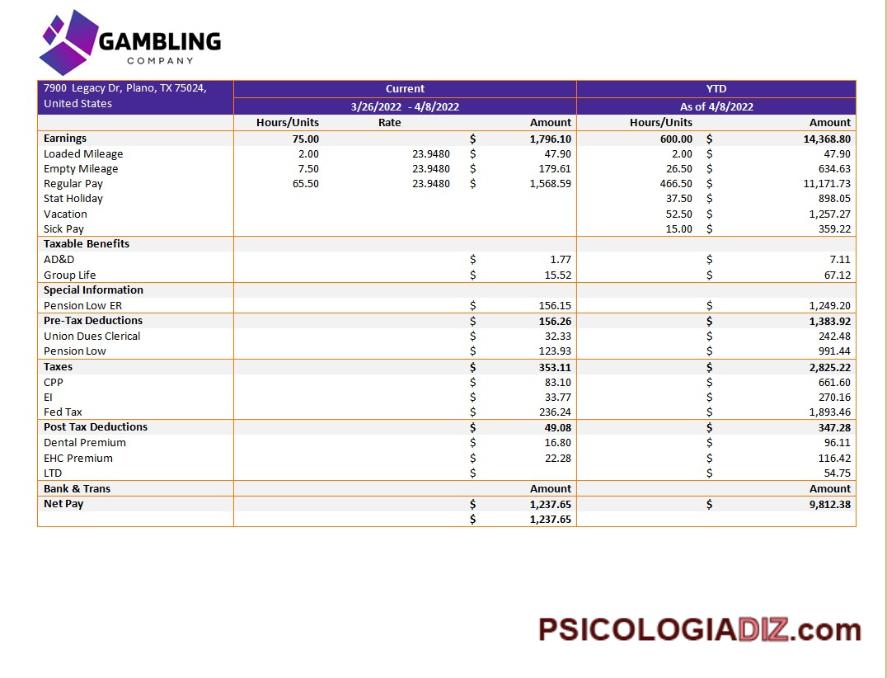 GAMBLING
COMPANY
7900 Legacy Dr, Plano, TX 75024,
United States
Current YTD
3/26/2022 - 4/8/2022 As of 4/8/2022
Hours/Units Rate Amount Hours/Units Amount
Earnings 75.00 $ 1,796.10 600.00 $ 14,368.80
Loaded Mileage 2.00 23.9480 $ 47.90 2.00 $ 47.90
Empty Mileage 7.50 23.9480 $ 179.61 26.50 $ 634.63
Regular Pay 65.50 23.9480 $ 1,568.59 466.50 $ 11,171.73
Stat Holiday 37.50 $ 898.05
Vacation 52.50 $ 1,257.27
Sick Pay 15.00 $ 359.22
Taxable Benefits
AD&D $ 1.77 $ 7.11
Group Life $ 15.52 $ 67.12
Special Information
Pension Low ER $ 156.15 $ 1,249.20
Pre-Tax Deductions $ 156.26 $ 1,383.92
Union Dues Clerical $ 32.33 $ 242.48
Pension Low $ 123.93 $ 991.44
Taxes $ 353.11 $ 2,825.22
CPP $ 83.10 $ 661.60
EI $ 33.77 $ 270.16
Fed Tax $ 236.24 $ 1,893.46
Post Tax Deductions $ 49.08 $ 347.28
Dental Premium $ 16.80 $ 96.11
EHC Premium $ 22.28 $ 116.42
LTD $ $ 54.75
Bank & Trans Amount Amount
Net Pay $ 1,237.65 $ 9,812.38
$ 1,237.65
PSICOLOGIADIZ.com